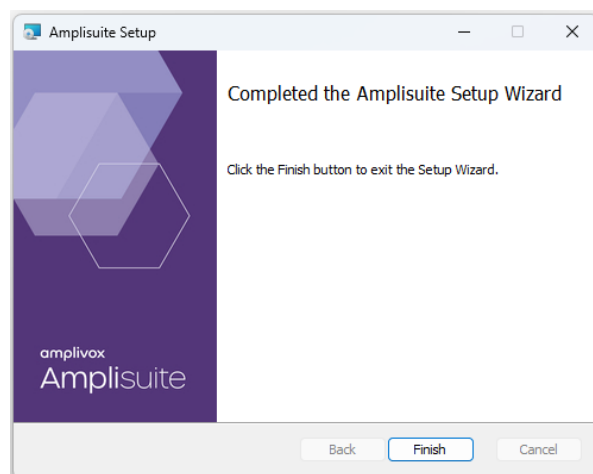 Amplisuite Setup
Completed the Amplisuite Setup Wizard
Click the Finish button to exit the Setup Wizard.
amplivox
Amplisuite
Back Finish Cancel